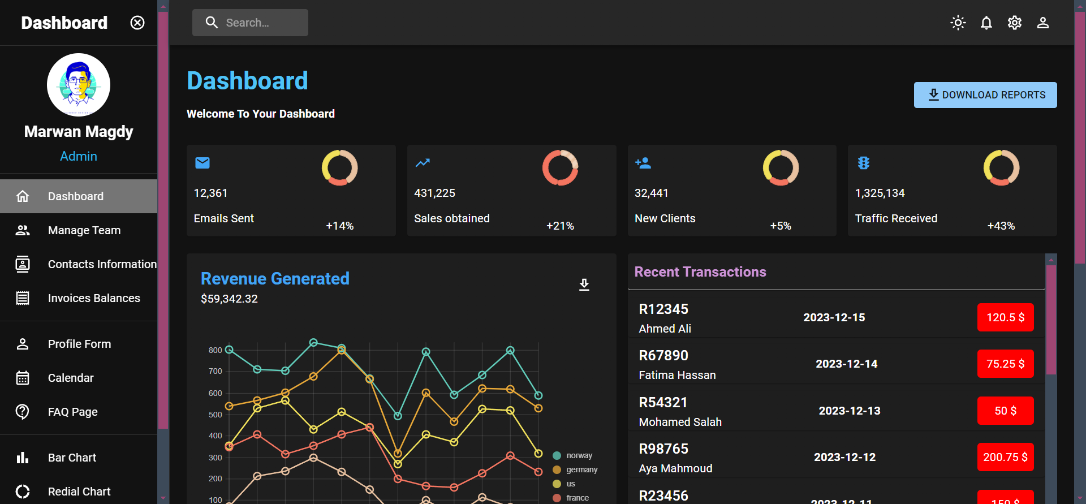 Dashboard
Marwan Magdy
Admin
Dashboard
Manage Team
Contacts Information
Invoices Balances
Profile Form
Calendar
FAQ Page
Bar Chart
Redial Chart
Search...
Dashboard
Welcome To Your Dashboard
DOWNLOAD REPORTS
12,361
Emails Sent
+14%
431,225
Sales obtained
+21%
32,441
New Clients
+5%
1,325,134
Traffic Received
+43%
Revenue Generated
$59,342.32
800
700
600
500
400
300
200
100
norway
germany
us
france
Recent Transactions
R12345
Ahmed Ali
2023-12-15
120.5 $
R67890
Fatima Hassan
2023-12-14
75.25 $
R54321
Mohamed Salah
2023-12-13
50 $
R98765
Aya Mahmoud
2023-12-12
200.75 $
R23456
2023-12-11
150 $